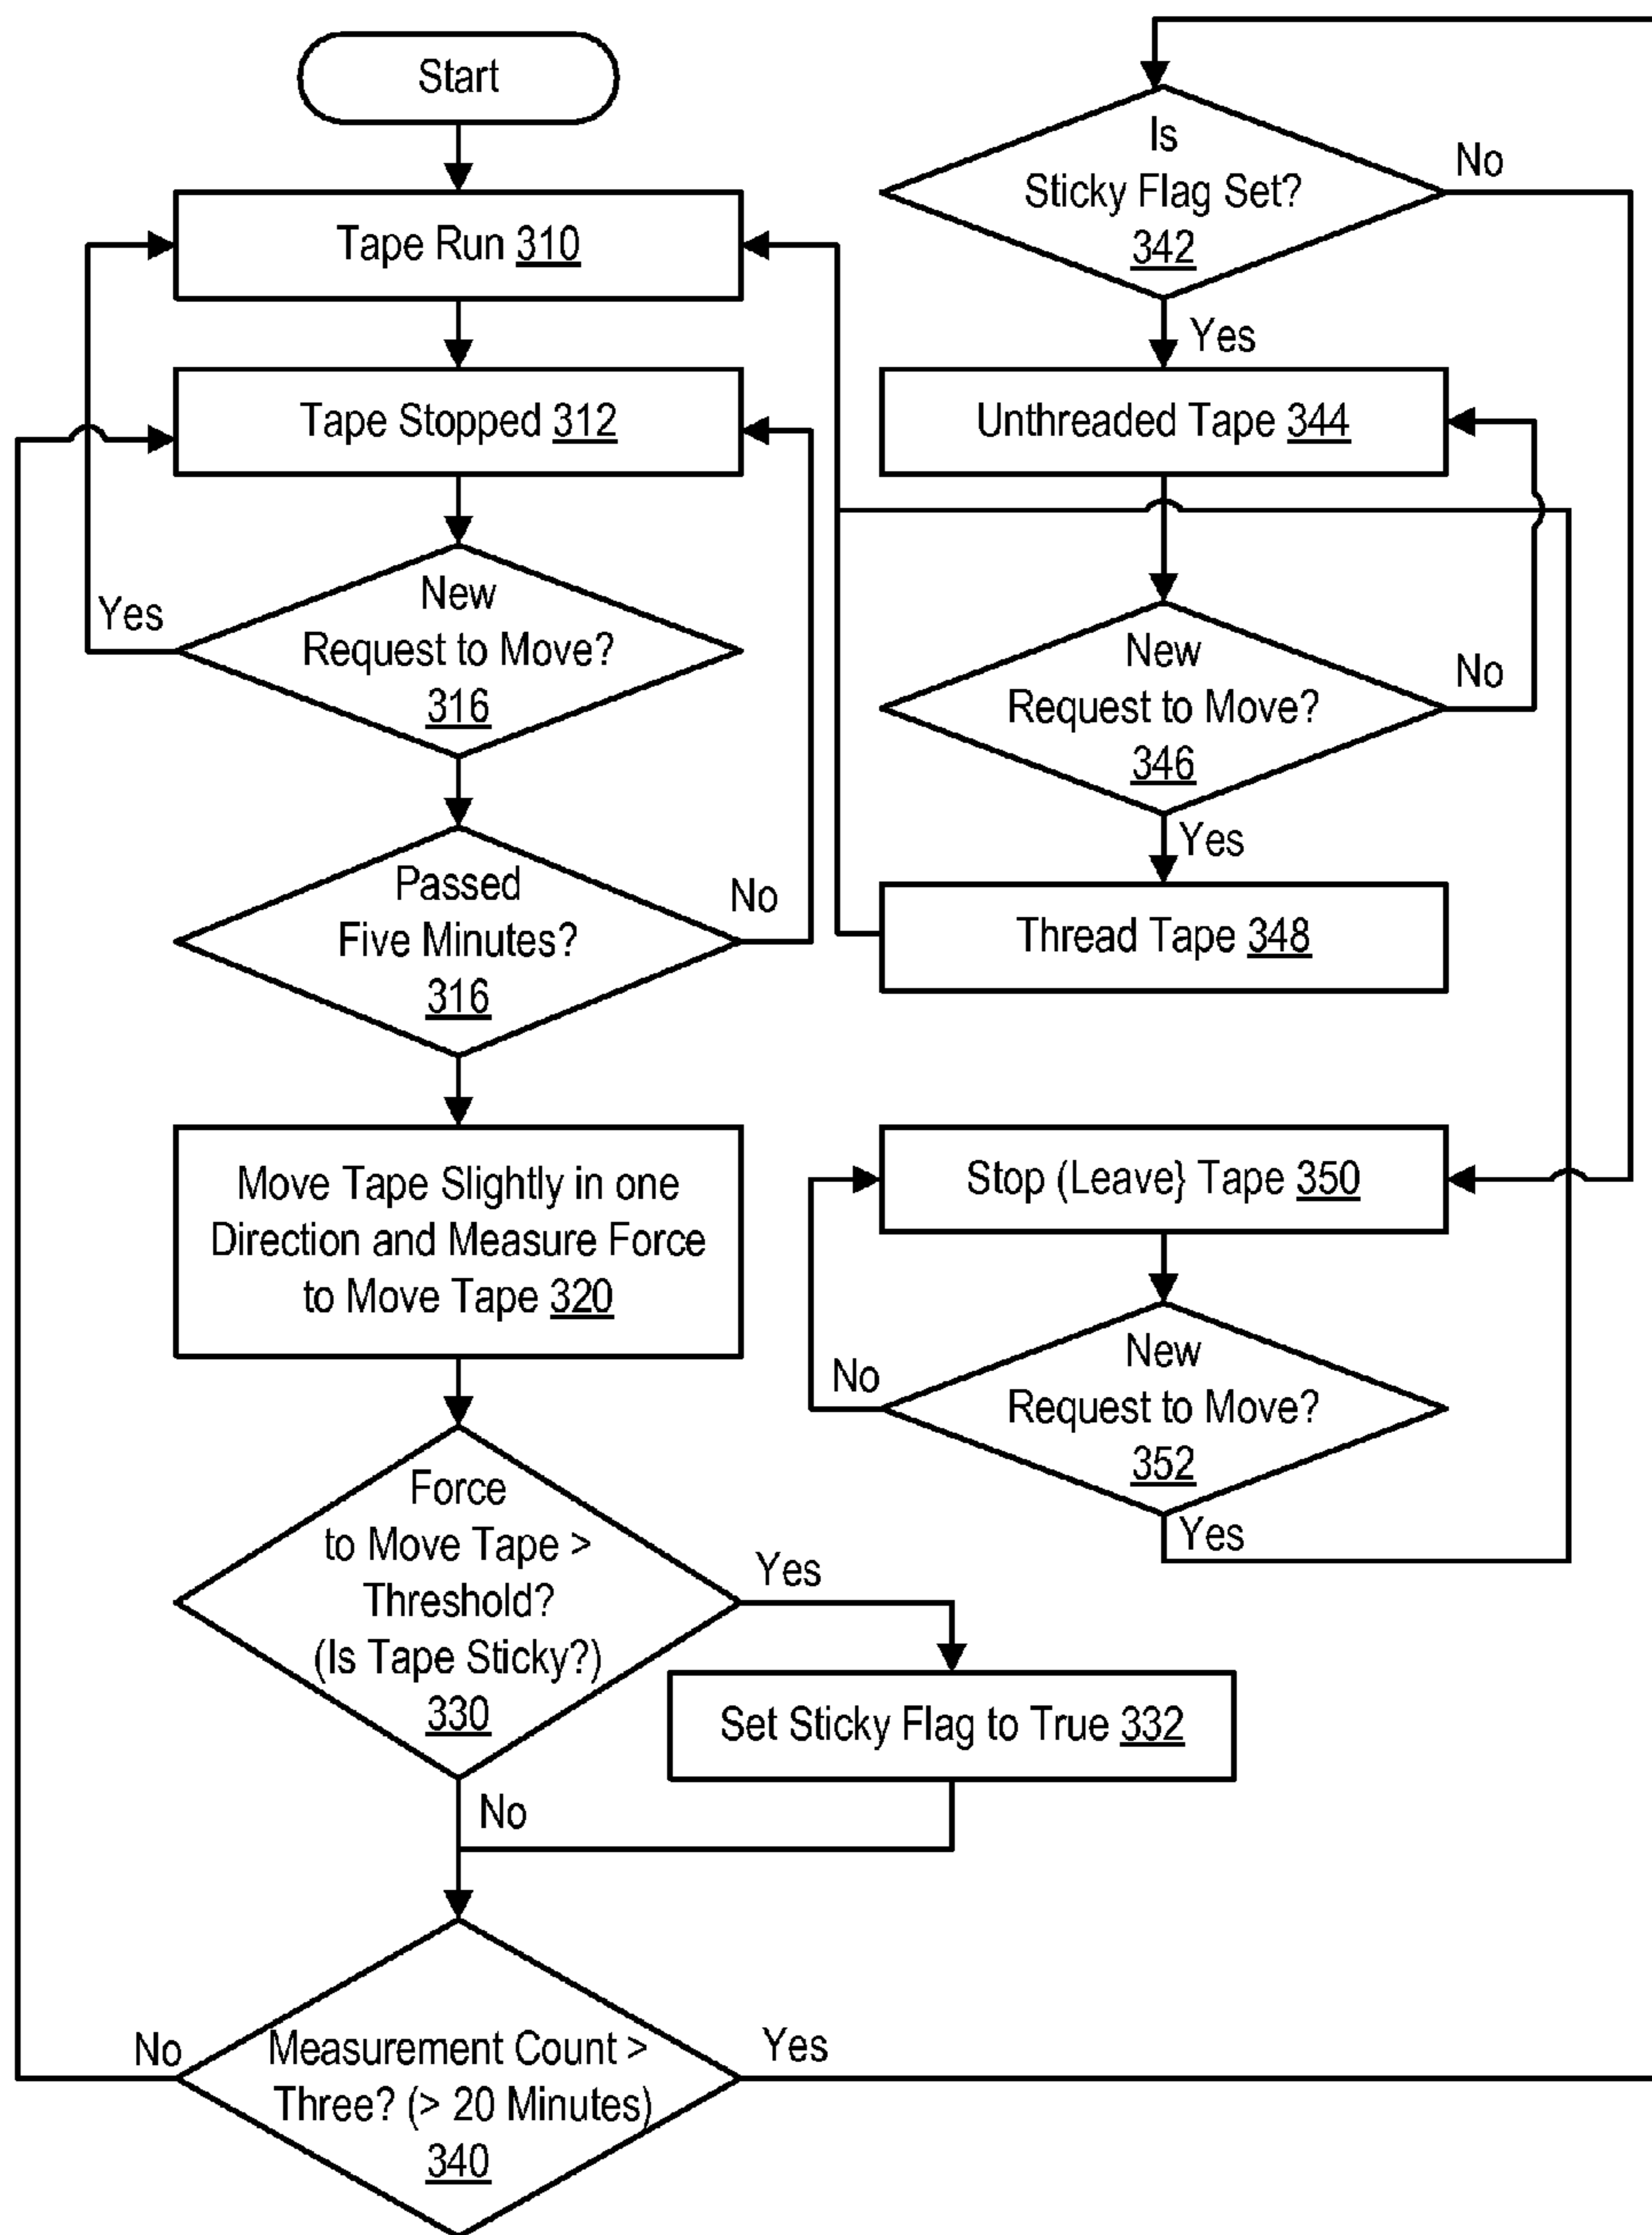 Start
Tape Run 310
Tape Stopped 312
New
Request to Move?
316
Yes
Passed
Five Minutes?
316
No
Move Tape Slightly in one
Direction and Measure Force
to Move Tape 320
Force
to Move Tape >
Threshold?
(Is Tape Sticky?)
330
Yes
Set Sticky Flag to True 332
No
Measurement Count >
Three? (> 20 Minutes)
340
No
Yes
Is
Sticky Flag Set?
342
No
Yes
Unthreaded Tape 344
New
Request to Move?
346
No
Yes
Thread Tape 348
Stop (Leave} Tape 350
New
Request to Move?
352
No
Yes